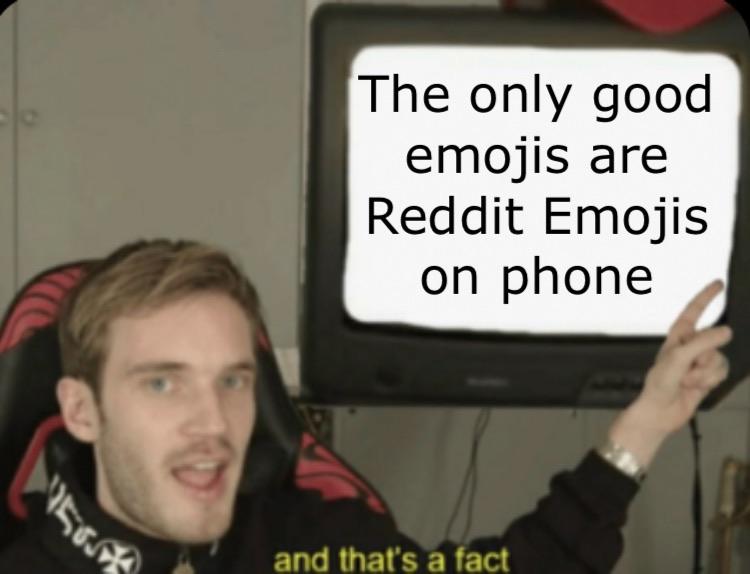 The only good
emojis are
Reddit Emojis
on phone
and that's a fact